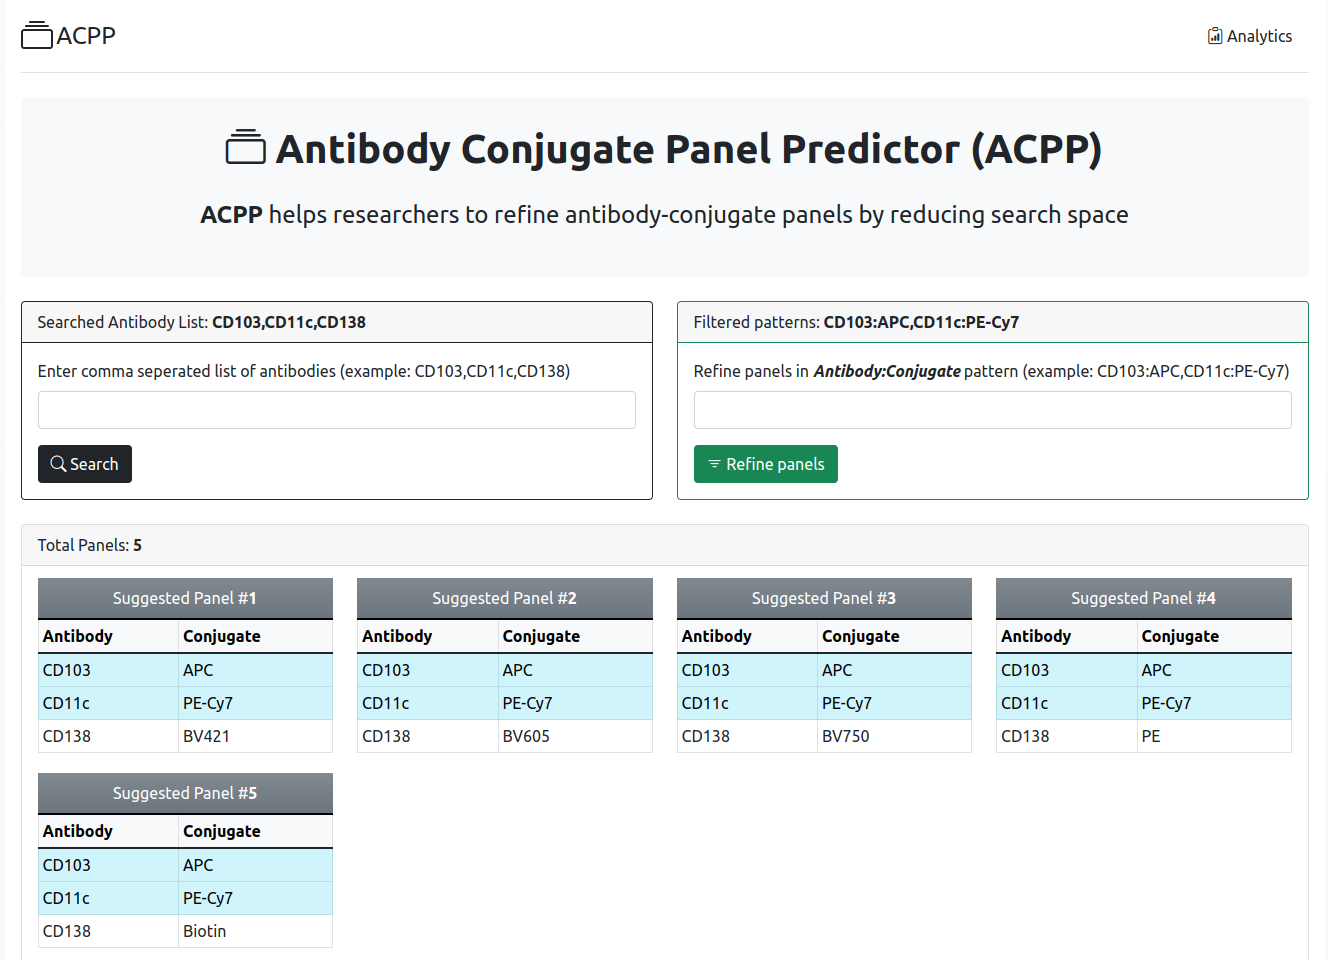 ACPP
Analytics
Antibody Conjugate Panel Predictor (ACPP)
ACPP helps researchers to refine antibody-conjugate panels by reducing search space
Searched Antibody List: CD103,CD11c,CD138
Enter comma seperated list of antibodies (example: CD103,CD11c,CD138)
Search
Filtered patterns: CD103:APC,CD11c:PE-Cy7
Refine panels in Antibody:Conjugate pattern (example: CD103:APC,CD11c:PE-Cy7)
Refine panels
Total Panels: 5
Suggested Panel #1
Antibody Conjugate
CD103 APC
CD11c PE-Cy7
CD138 BV421
Suggested Panel #2
Antibody Conjugate
CD103 APC
CD11c PE-Cy7
CD138 BV605
Suggested Panel #3
Antibody Conjugate
CD103 APC
CD11c PE-Cy7
CD138 BV750
Suggested Panel #4
Antibody Conjugate
CD103 APC
CD11c PE-Cy7
CD138 PE
Suggested Panel #5
Antibody Conjugate
CD103 APC
CD11c PE-Cy7
CD138 Biotin